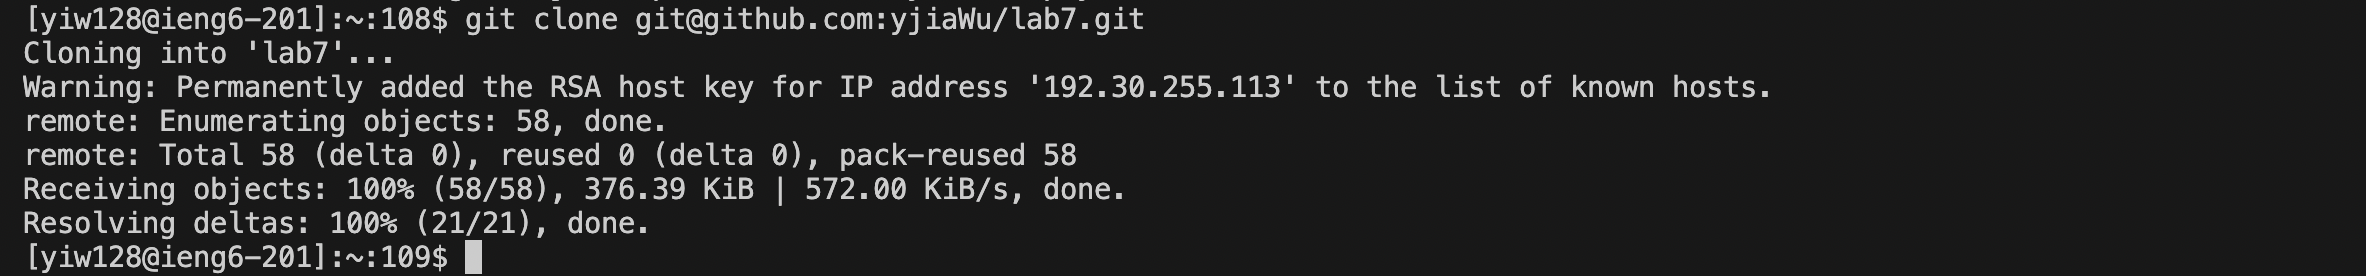 [yiw128@ieng6-201]:~:108$ git clone git@github.com:yjiaWu/lab7.git
Cloning into 'lab7'...
Warning: Permanently added the RSA host key for IP address '192.30.255.113' to the list of known hosts.
remote: Enumerating objects: 58, done.
remote: Total 58 (delta 0), reused 0 (delta 0), pack-reused 58
Receiving objects: 100% (58/58), 376.39 KiB | 572.00 KiB/s, done.
Resolving deltas: 100% (21/21), done.
[yiw128@ieng6-201]:~:109$